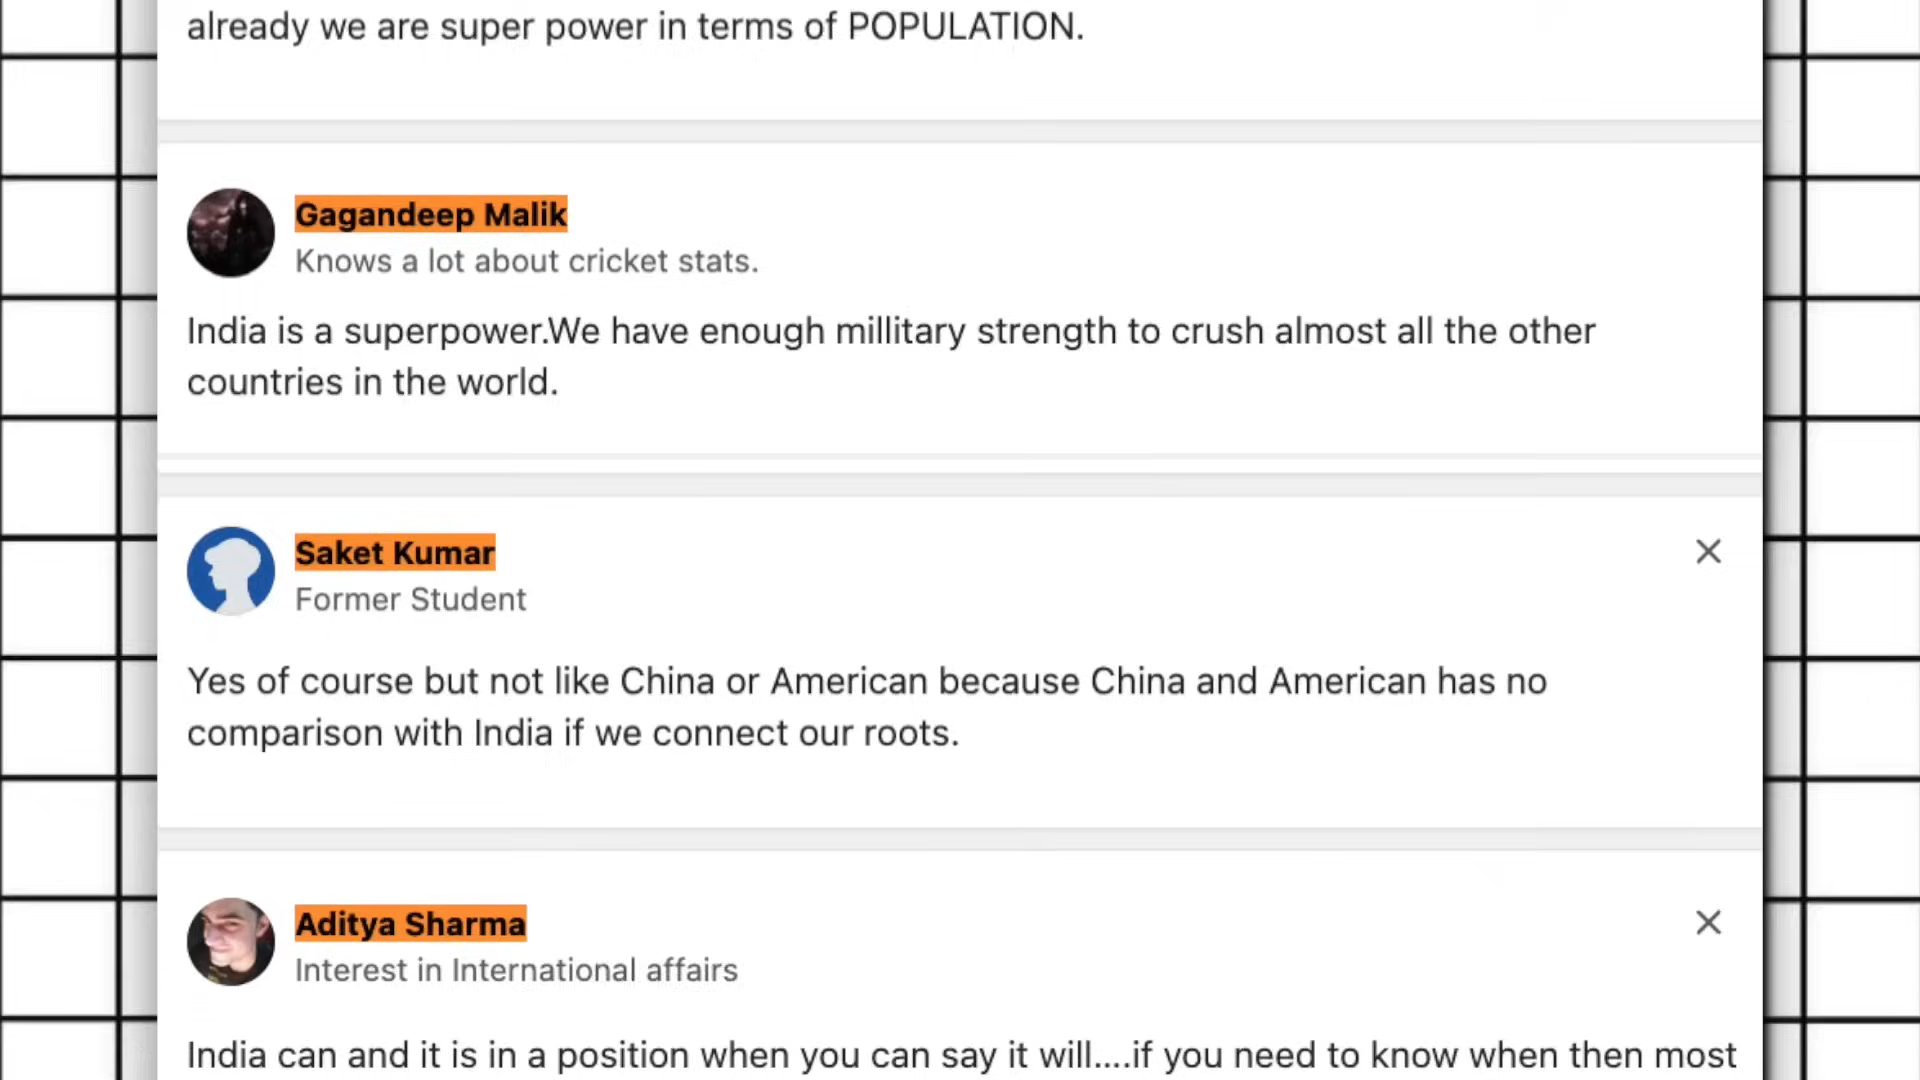 already we are super power in terms of POPULATION.
Gagandeep Malik
Knows a lot about cricket stats.
India is a superpower.We have enough millitary strength to crush almost all the other
countries in the world.
Saket Kumar
Former Student
Yes of course but not like China or American because China and American has no
comparison with India if we connect our roots.
Aditya Sharma
Interest in International affairs
India can and it is in a position when you can say it will....if you need to know when then most